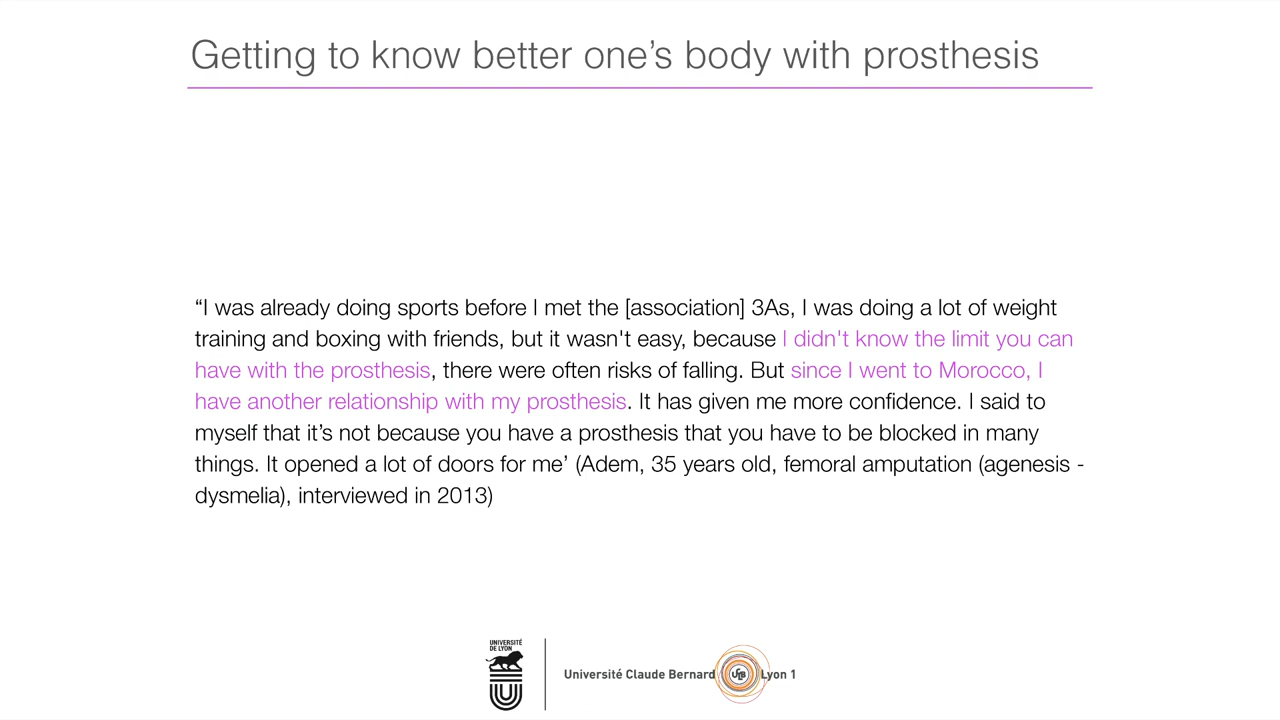 Getting to know better one’s body with prosthesis
“I was already doing sports before I met the [association] 3As, I was doing a lot of weight
training and boxing with friends, but it wasn't easy, because I didn't know the limit you can
have with the prosthesis, there were often risks of falling. But since I went to Morocco, I
have another relationship with my prosthesis. It has given me more confidence. I said to
myself that it’s not because you have a prosthesis that you have to be blocked in many
things. It opened a lot of doors for me’ (Adem, 35 years old, femoral amputation (agenesis -
dysmelia), interviewed in 2013)
UNIVERSITÉ
DE LYON
Université Claude Bernard UCB Lyon 1